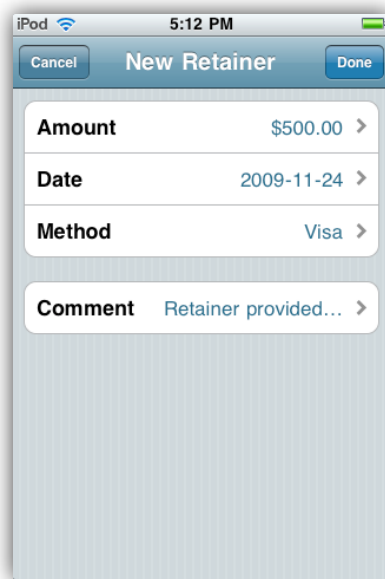 iPod 5:12 PM
Cancel New Retainer Done
Amount $500.00
Date 2009-11-24
Method Visa
Comment Retainer provided...